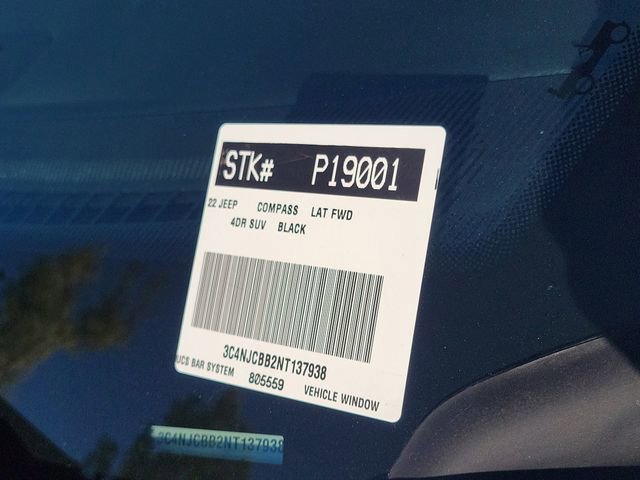 STK# P19001
22 JEEP COMPASS LAT FWD
4DR SUV BLACK
3C4NJCBB2NT137938
UCS BAR SYSTEM 805559 VEHICLE WINDOW
3C4NJCBB2NT137938